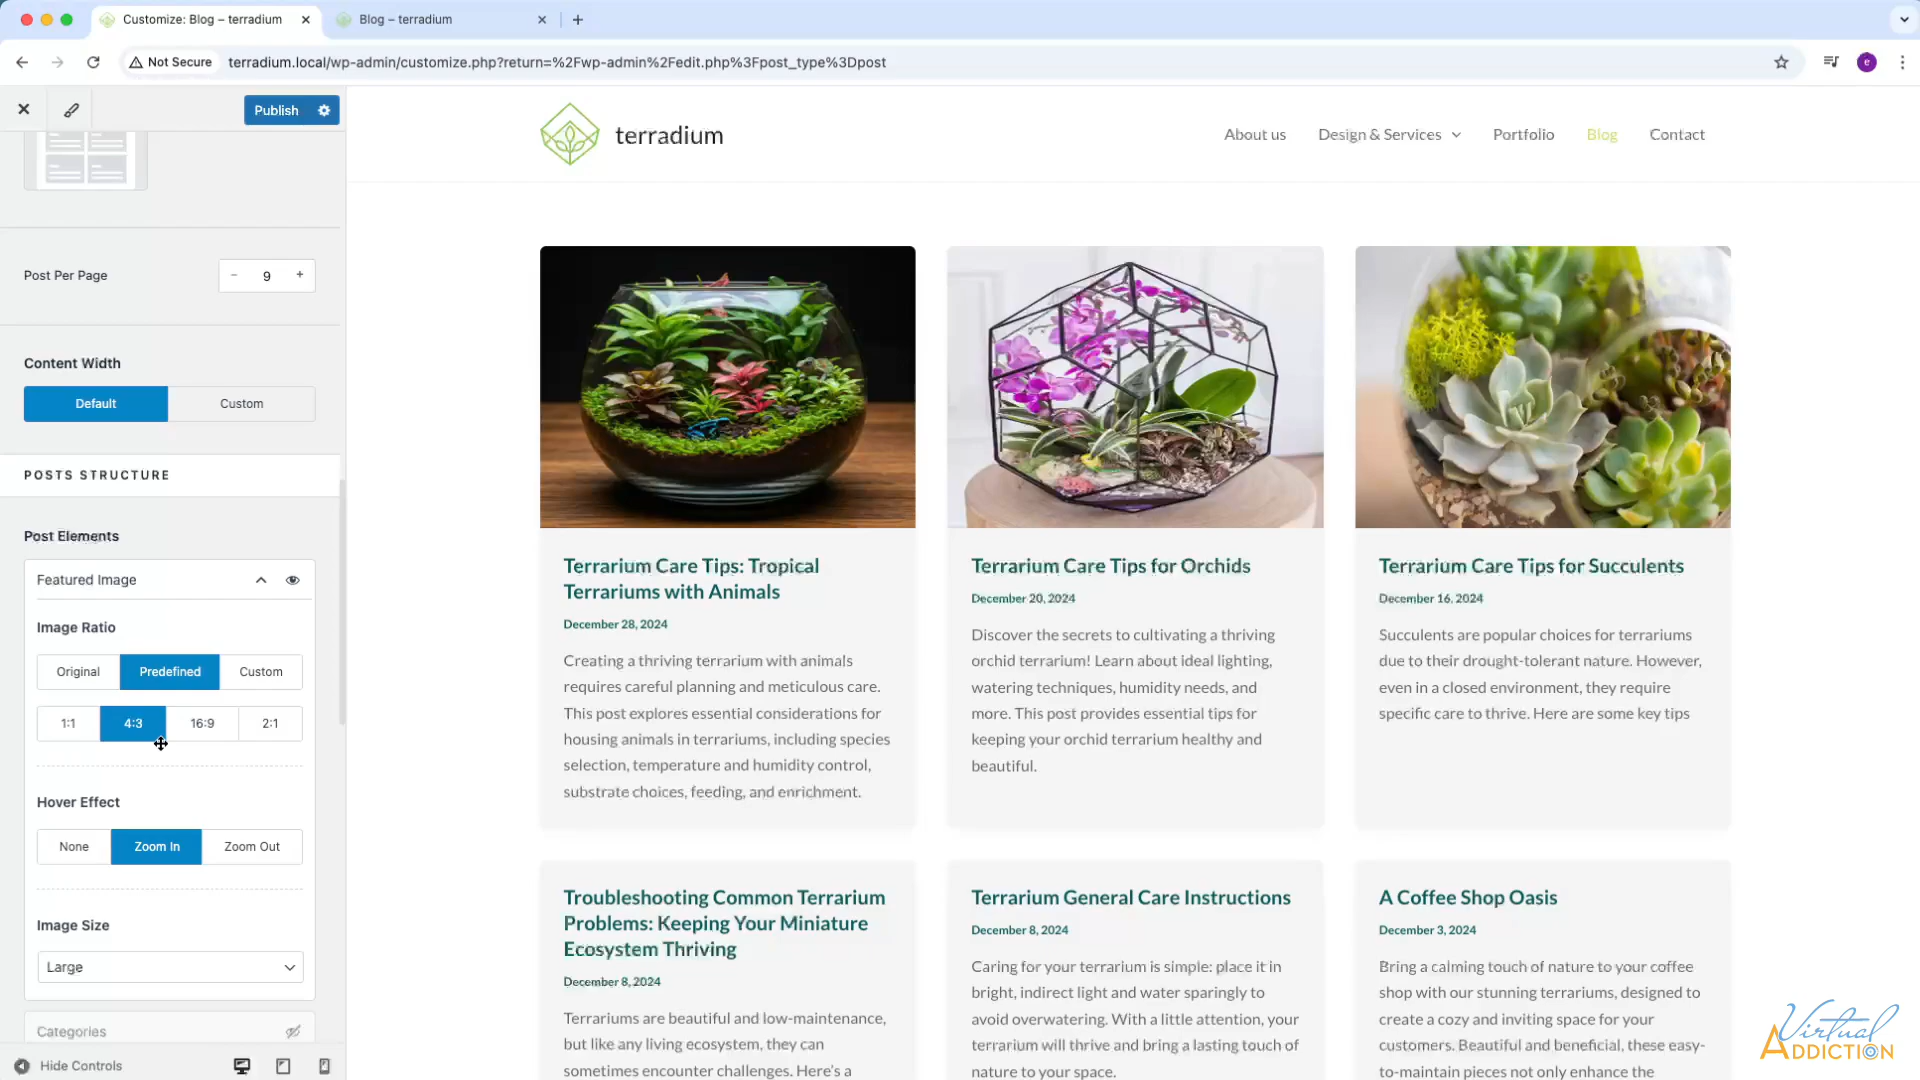 Customize: Blog – terradium
Blog – terradium
Not Secure
terradium.local/wp-admin/customize.php?return=%2Fwp-admin%2Fedit.php%3Fpost_type%3Dpost
e
Publish
terradium
About us
Design & Services
Portfolio
Blog
Contact
Post Per Page
− 9 +
Content Width
Default
Custom
POSTS STRUCTURE
Post Elements
Featured Image
Image Ratio
Original
Predefined
Custom
1:1
4:3
16:9
2:1
Hover Effect
None
Zoom In
Zoom Out
Image Size
Large
Categories
Hide Controls
Terrarium Care Tips: Tropical
Terrariums with Animals
December 28, 2024
Creating a thriving terrarium with animals
requires careful planning and meticulous care.
This post explores essential considerations for
housing animals in terrariums, including species
selection, temperature and humidity control,
substrate choices, feeding, and enrichment.
Terrarium Care Tips for Orchids
December 20, 2024
Discover the secrets to cultivating a thriving
orchid terrarium! Learn about ideal lighting,
watering techniques, humidity needs, and
more. This post provides essential tips for
keeping your orchid terrarium healthy and
beautiful.
Terrarium Care Tips for Succulents
December 16, 2024
Succulents are popular choices for terrariums
due to their drought-tolerant nature. However,
even in a closed environment, they require
specific care to thrive. Here are some key tips
Troubleshooting Common Terrarium
Problems: Keeping Your Miniature
Ecosystem Thriving
December 8, 2024
Terrariums are beautiful and low-maintenance,
but like any living ecosystem, they can
sometimes encounter challenges. Here's a
Terrarium General Care Instructions
December 8, 2024
Caring for your terrarium is simple: place it in
bright, indirect light and water sparingly to
avoid overwatering. With a little attention, your
terrarium will thrive and bring a lasting touch of
nature to your space.
A Coffee Shop Oasis
December 3, 2024
Bring a calming touch of nature to your coffee
shop with our stunning terrariums, designed to
create a cozy and inviting space for your
customers. Beautiful and beneficial, these easy-
to-maintain pieces not only enhance the
Virtual
ADDICTION